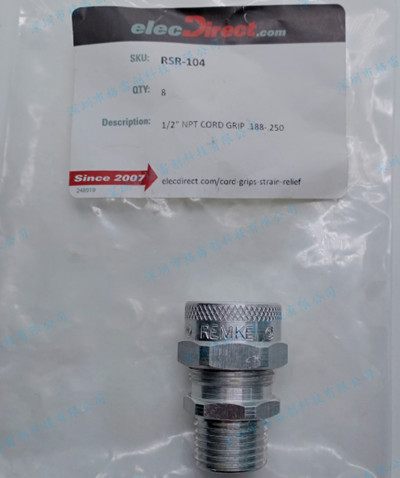 elecDirect.com
SKU: RSR-104
QTY: 8
Description: 1/2" NPT CORD GRIP .188-.250
Since 2007
elecdirect.com/cord-grips-strain-relief
REMKE